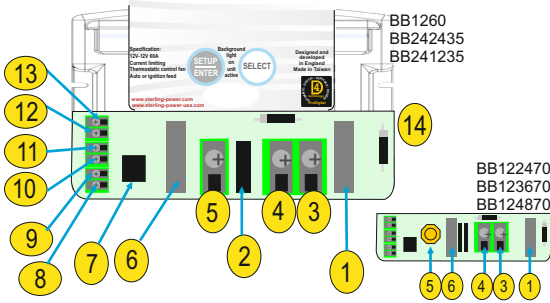 BB1260
BB242435
BB241235
Specification:
12V-12V 60A
Current limiting
Thermostatic control fan
Auto or ignition feed
SETUP
ENTER
Background
light
on
unit
active
SELECT
Designed and
developed
in England
Made in Taiwan
D
4
ProDigital
www.sterling-power.com
www.sterling-power-usa.com
13
12
11
10
9
8
7
6
5
2
4
3
1
14
BB122470
BB123670
BB124870
5
6
4
3
1